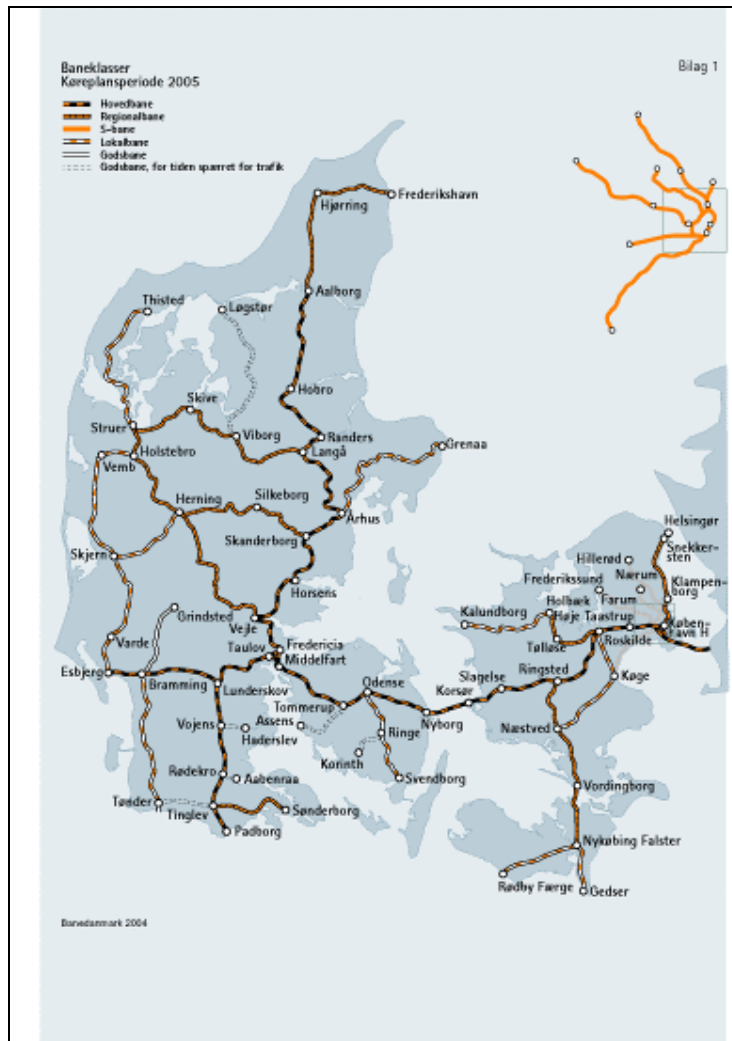 Baneklasser
Køreplansperiode 2005
Bilag 1
Hovedbane
Regionalbane
S-bane
Lokalbane
Godsbane
Godsbane, for tiden spærret for trafik
Frederikshavn
Hjørring
Aalborg
Thisted
Løgstør
Hobro
Skive
Struer
Viborg
Randers
Langå
Grenaa
Holstebro
Vemb
Herning
Silkeborg
Århus
Skanderborg
Skjern
Horsens
Helsingør
Snekker-
sten
Hillerød
Nærum
Klampen-
borg
Frederikssund
Farum
Holbæk
Høje Taastrup
Kalundborg
Køben-
havn H
Roskilde
Tølløse
Grindsted
Vejle
Varde
Taulov
Fredericia
Middelfart
Esbjerg
Bramming
Lunderskov
Odense
Slagelse
Korsør
Ringsted
Køge
Tommerup
Nyborg
Næstved
Vojens
Assens
Haderslev
Ringe
Korinth
Svendborg
Rødekro
Aabenraa
Tønder
Tinglev
Sønderborg
Padborg
Vordingborg
Nykøbing Falster
Rødby Færge
Gedser
Banedanmark 2004